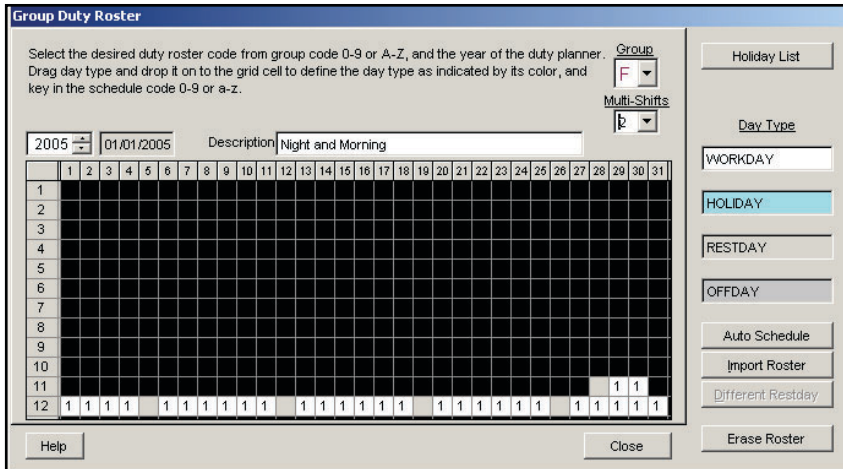 Group Duty Roster
Select the desired duty roster code from group code 0-9 or A-Z, and the year of the duty planner.
Drag day type and drop it on to the grid cell to define the day type as indicated by its color, and
key in the schedule code 0-9 or a-z.
Group
F
Multi-Shifts
2
2005
01/01/2005
Description
Night and Morning
1 2 3 4 5 6 7 8 9 10 11 12 13 14 15 16 17 18 19 20 21 22 23 24 25 26 27 28 29 30 31
1
2
3
4
5
6
7
8
9
10
11 1 1
12 1 1 1 1 1 1 1 1 1 1 1 1 1 1 1 1 1 1 1 1 1 1 1 1 1 1 1
Help
Close
Holiday List
Day Type
WORKDAY
HOLIDAY
RESTDAY
OFFDAY
Auto Schedule
Import Roster
Different Restday
Erase Roster